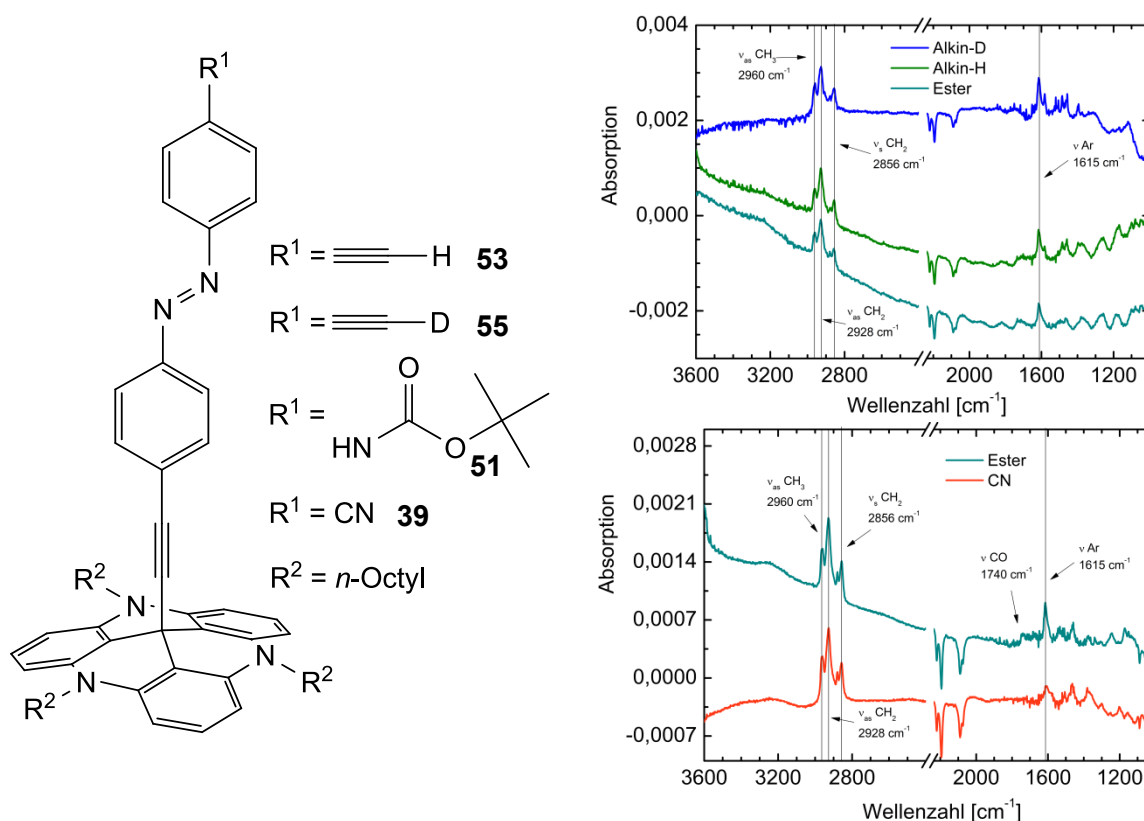 R1
N
N
R1 = H 53
R1 = D 55
R1 = HN O O 51
R1 = CN 39
R2 = n-Octyl
R2
N
N
R2
N
R2
0,004
0,002
0,000
-0,002
Absorption
νas CH3
2960 cm-1
Alkin-D
Alkin-H
Ester
νs CH2
2856 cm-1
ν Ar
1615 cm-1
νas CH2
2928 cm-1
3600 3200 2800 2000 1600 1200
Wellenzahl [cm-1]
0,0028
0,0021
0,0014
0,0007
0,0000
-0,0007
Absorption
Ester
CN
νas CH3
2960 cm-1
νs CH2
2856 cm-1
ν CO
1740 cm-1
ν Ar
1615 cm-1
νas CH2
2928 cm-1
3600 3200 2800 2000 1600 1200
Wellenzahl [cm-1]